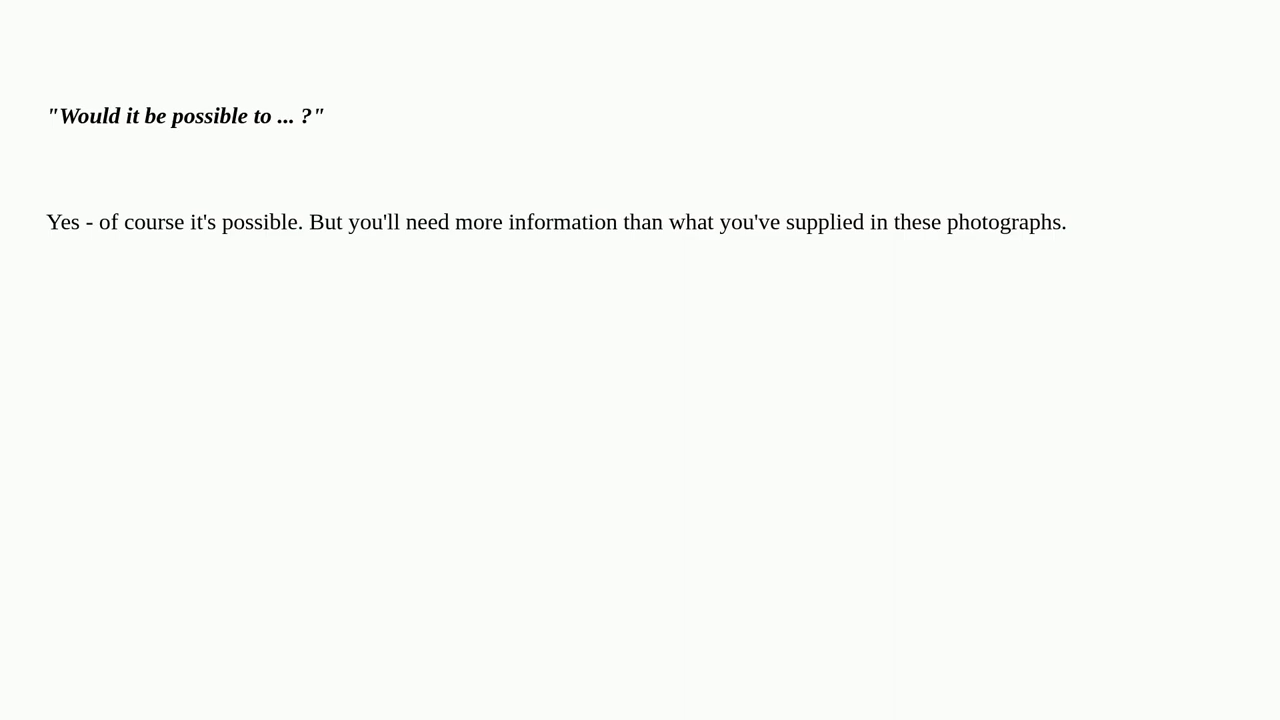 "Would it be possible to ... ?"
Yes - of course it's possible. But you'll need more information than what you've supplied in these photographs.